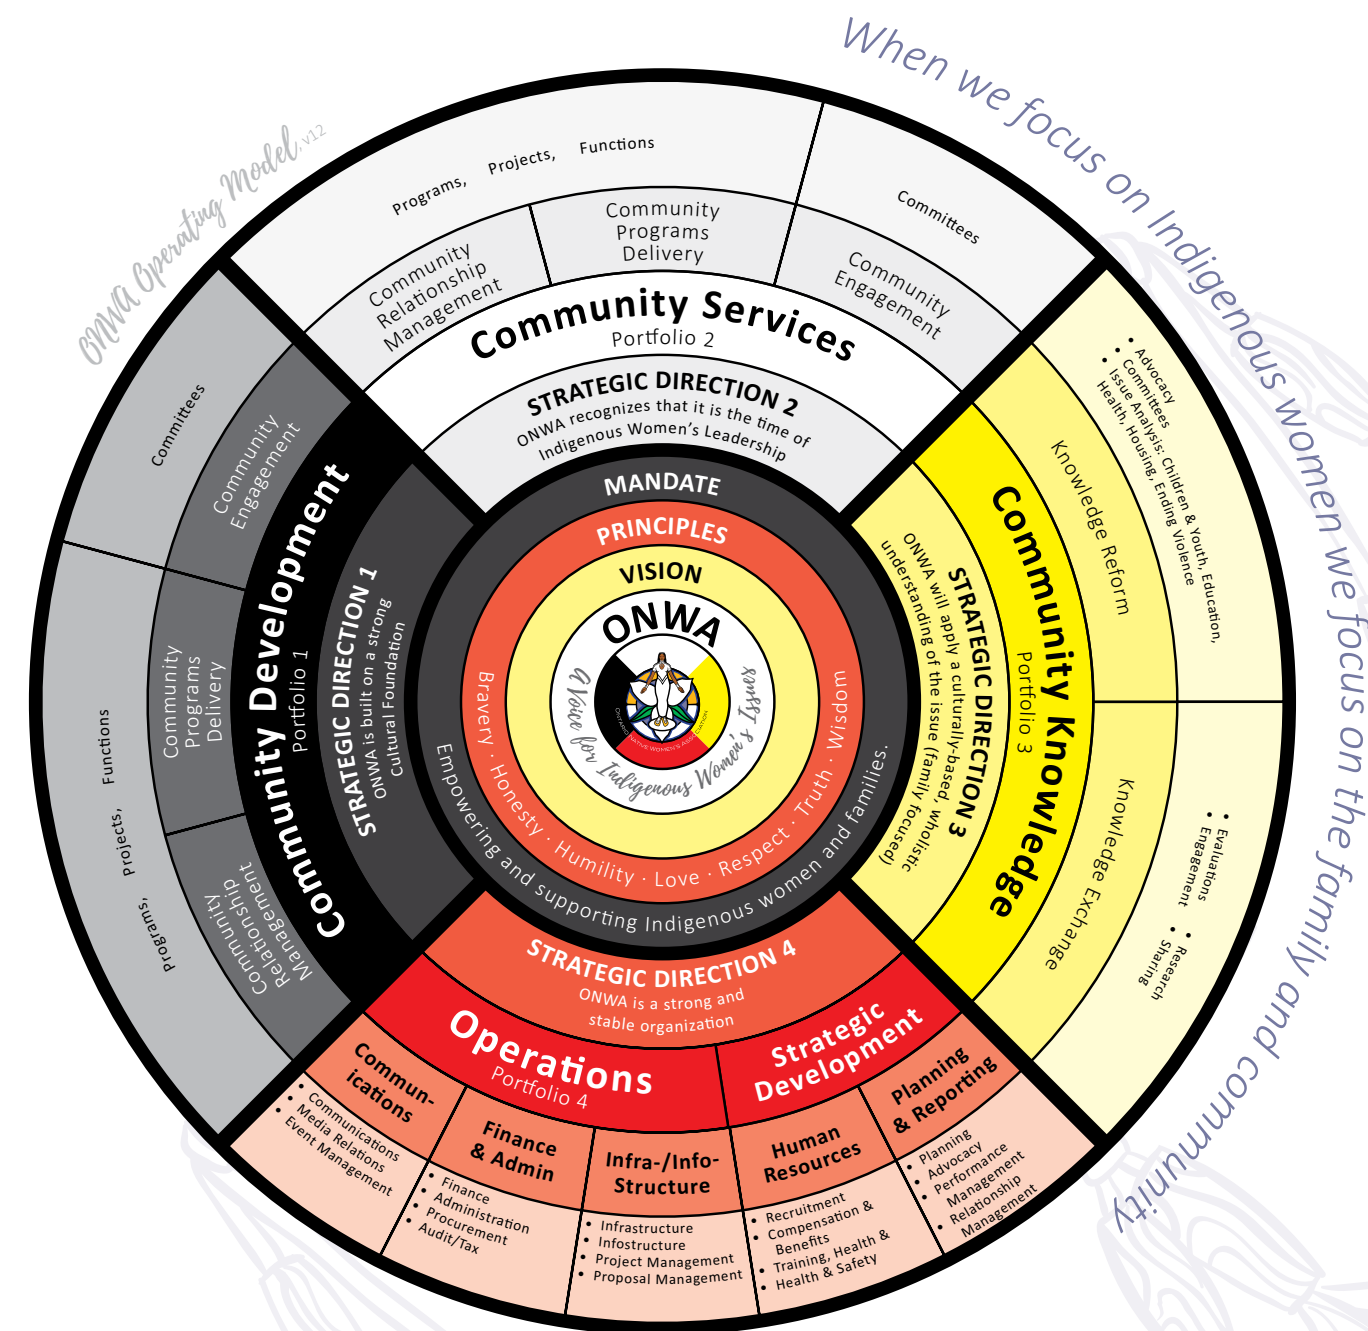 ONWA Operating Model, v12
When we focus on Indigenous women we focus on the family and community
Programs, Projects, Functions
Committees
Community
Relationship
Management
Community
Programs
Delivery
Community
Engagement
Community Services
Portfolio 2
STRATEGIC DIRECTION 2
ONWA recognizes that it is the time of
Indigenous Women's Leadership
Committees
Programs, Projects, Functions
Community
Engagement
Community
Programs
Delivery
Community
Relationship
Management
Community Development
Portfolio 1
STRATEGIC DIRECTION 1
ONWA is built on a strong
Cultural Foundation
MANDATE
PRINCIPLES
VISION
ONWA
ONTARIO NATIVE WOMEN'S ASSOCIATION
A Voice for Indigenous Women's Issues
Bravery · Honesty · Humility · Love · Respect · Truth · Wisdom
Empowering and supporting Indigenous women and families.
• Advocacy
• Committees
• Issue Analysis: Children & Youth, Education,
Health, Housing, Ending Violence
Knowledge Reform
Community Knowledge
Portfolio 3
STRATEGIC DIRECTION 3
ONWA will apply a culturally-based, wholistic
understanding of the issue (family focused)
Knowledge Exchange
• Evaluations • Research
• Engagement • Sharing
STRATEGIC DIRECTION 4
ONWA is a strong and
stable organization
Operations
Portfolio 4
Strategic
Development
Commun-
ications
• Communications
• Media Relations
• Event Management
Finance
& Admin
• Finance
• Administration
• Procurement
• Audit/Tax
Infra-/Info-
Structure
• Infrastructure
• Infostructure
• Project Management
• Proposal Management
Human
Resources
• Recruitment
• Compensation &
Benefits
• Training, Health &
• Health & Safety
Planning
& Reporting
• Planning
• Advocacy
• Performance
Management
• Relationship
Management